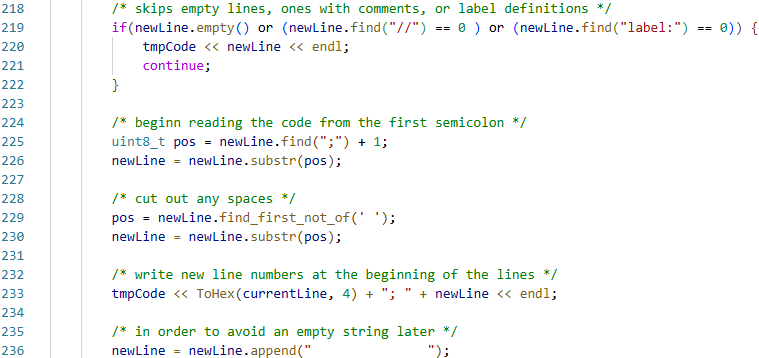 218 /* skips empty lines, ones with comments, or label definitions */
219 if(newLine.empty() or (newLine.find("//") == 0 ) or (newLine.find("label:") == 0)) {
220 tmpCode << newLine << endl;
221 continue;
222 }
223
224 /* beginn reading the code from the first semicolon */
225 uint8_t pos = newLine.find(";") + 1;
226 newLine = newLine.substr(pos);
227
228 /* cut out any spaces */
229 pos = newLine.find_first_not_of(' ');
230 newLine = newLine.substr(pos);
231
232 /* write new line numbers at the beginning of the lines */
233 tmpCode << ToHex(currentLine, 4) + "; " + newLine << endl;
234
235 /* in order to avoid an empty string later */
236 newLine = newLine.append("               ");